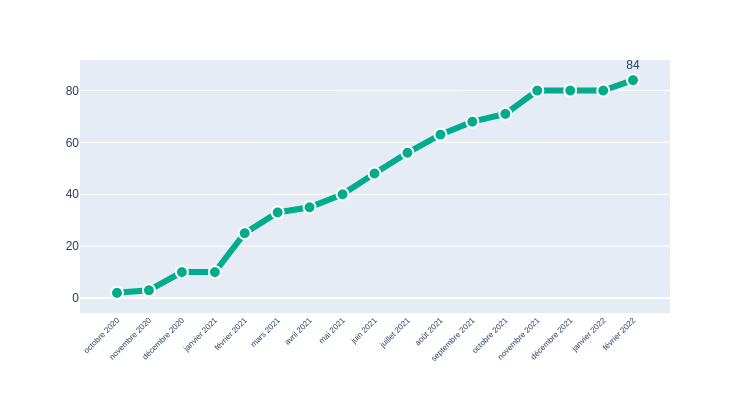 84
80
60
40
20
0
octobre 2020
novembre 2020
décembre 2020
janvier 2021
février 2021
mars 2021
avril 2021
mai 2021
juin 2021
juillet 2021
août 2021
septembre 2021
octobre 2021
novembre 2021
décembre 2021
janvier 2022
février 2022